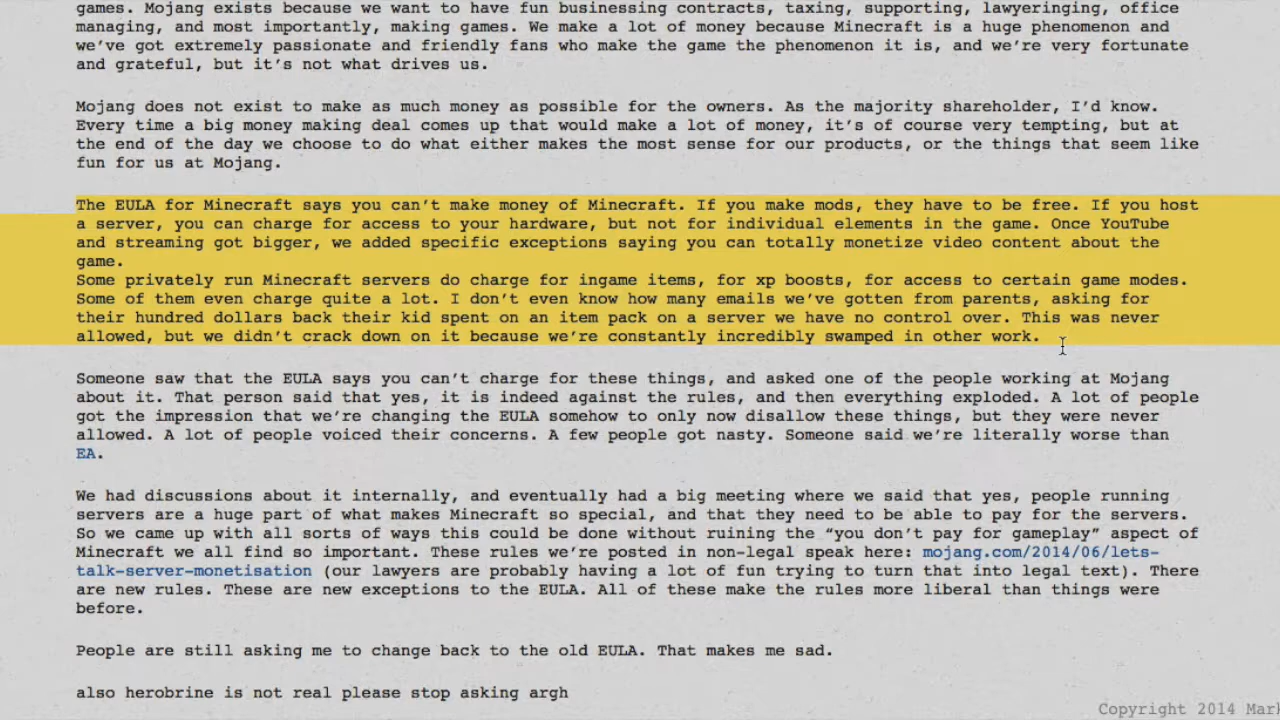 games. Mojang exists because we want to have fun businessing contracts, taxing, supporting, lawyeringing, office
managing, and most importantly, making games. We make a lot of money because Minecraft is a huge phenomenon and
we’ve got extremely passionate and friendly fans who make the game the phenomenon it is, and we’re very fortunate
and grateful, but it’s not what drives us.
Mojang does not exist to make as much money as possible for the owners. As the majority shareholder, I’d know.
Every time a big money making deal comes up that would make a lot of money, it’s of course very tempting, but at
the end of the day we choose to do what either makes the most sense for our products, or the things that seem like
fun for us at Mojang.
The EULA for Minecraft says you can’t make money of Minecraft. If you make mods, they have to be free. If you host
a server, you can charge for access to your hardware, but not for individual elements in the game. Once YouTube
and streaming got bigger, we added specific exceptions saying you can totally monetize video content about the
game.
Some privately run Minecraft servers do charge for ingame items, for xp boosts, for access to certain game modes.
Some of them even charge quite a lot. I don’t even know how many emails we’ve gotten from parents, asking for
their hundred dollars back their kid spent on an item pack on a server we have no control over. This was never
allowed, but we didn’t crack down on it because we’re constantly incredibly swamped in other work.
Someone saw that the EULA says you can’t charge for these things, and asked one of the people working at Mojang
about it. That person said that yes, it is indeed against the rules, and then everything exploded. A lot of people
got the impression that we’re changing the EULA somehow to only now disallow these things, but they were never
allowed. A lot of people voiced their concerns. A few people got nasty. Someone said we’re literally worse than
EA.
We had discussions about it internally, and eventually had a big meeting where we said that yes, people running
servers are a huge part of what makes Minecraft so special, and that they need to be able to pay for the servers.
So we came up with all sorts of ways this could be done without ruining the “you don’t pay for gameplay” aspect of
Minecraft we all find so important. These rules we’re posted in non-legal speak here: mojang.com/2014/06/lets-
talk-server-monetisation (our lawyers are probably having a lot of fun trying to turn that into legal text). There
are new rules. These are new exceptions to the EULA. All of these make the rules more liberal than things were
before.
People are still asking me to change back to the old EULA. That makes me sad.
also herobrine is not real please stop asking argh
Copyright 2014 Mar